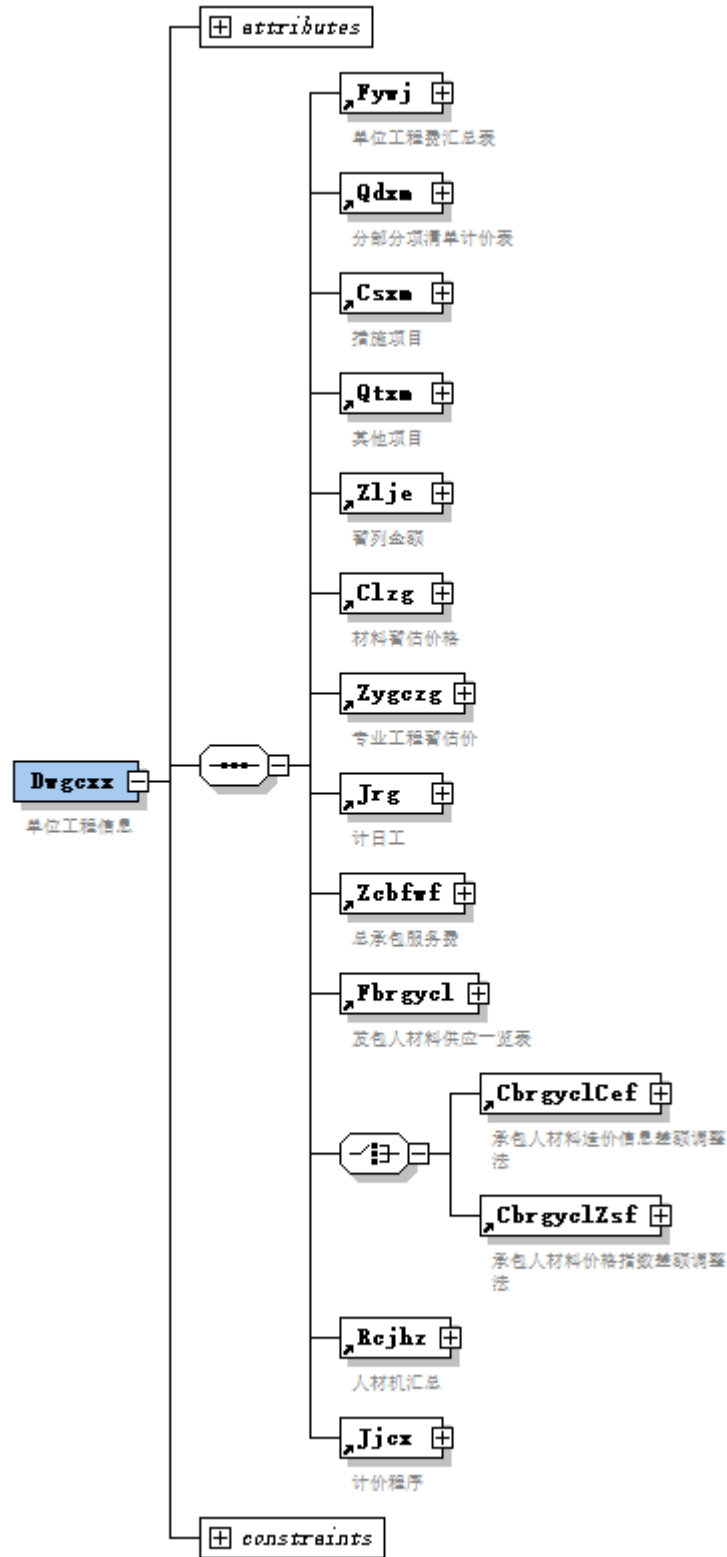 attributes
Fywj
单位工程费汇总表
Qdxm
分部分项清单计价表
Csxm
措施项目
Qtxm
其他项目
Zlje
暂列金额
Clzg
材料暂估价格
Zygczg
专业工程暂估价
Dwgcxx
单位工程信息
Jrg
计日工
Zcbfwf
总承包服务费
Fbrgycl
发包人材料供应一览表
CbrgyclCef
承包人材料造价信息差额调整
法
CbrgyclZsf
承包人材料价格指数差额调整
法
Rcjhz
人材机汇总
Jjcx
计价程序
constraints